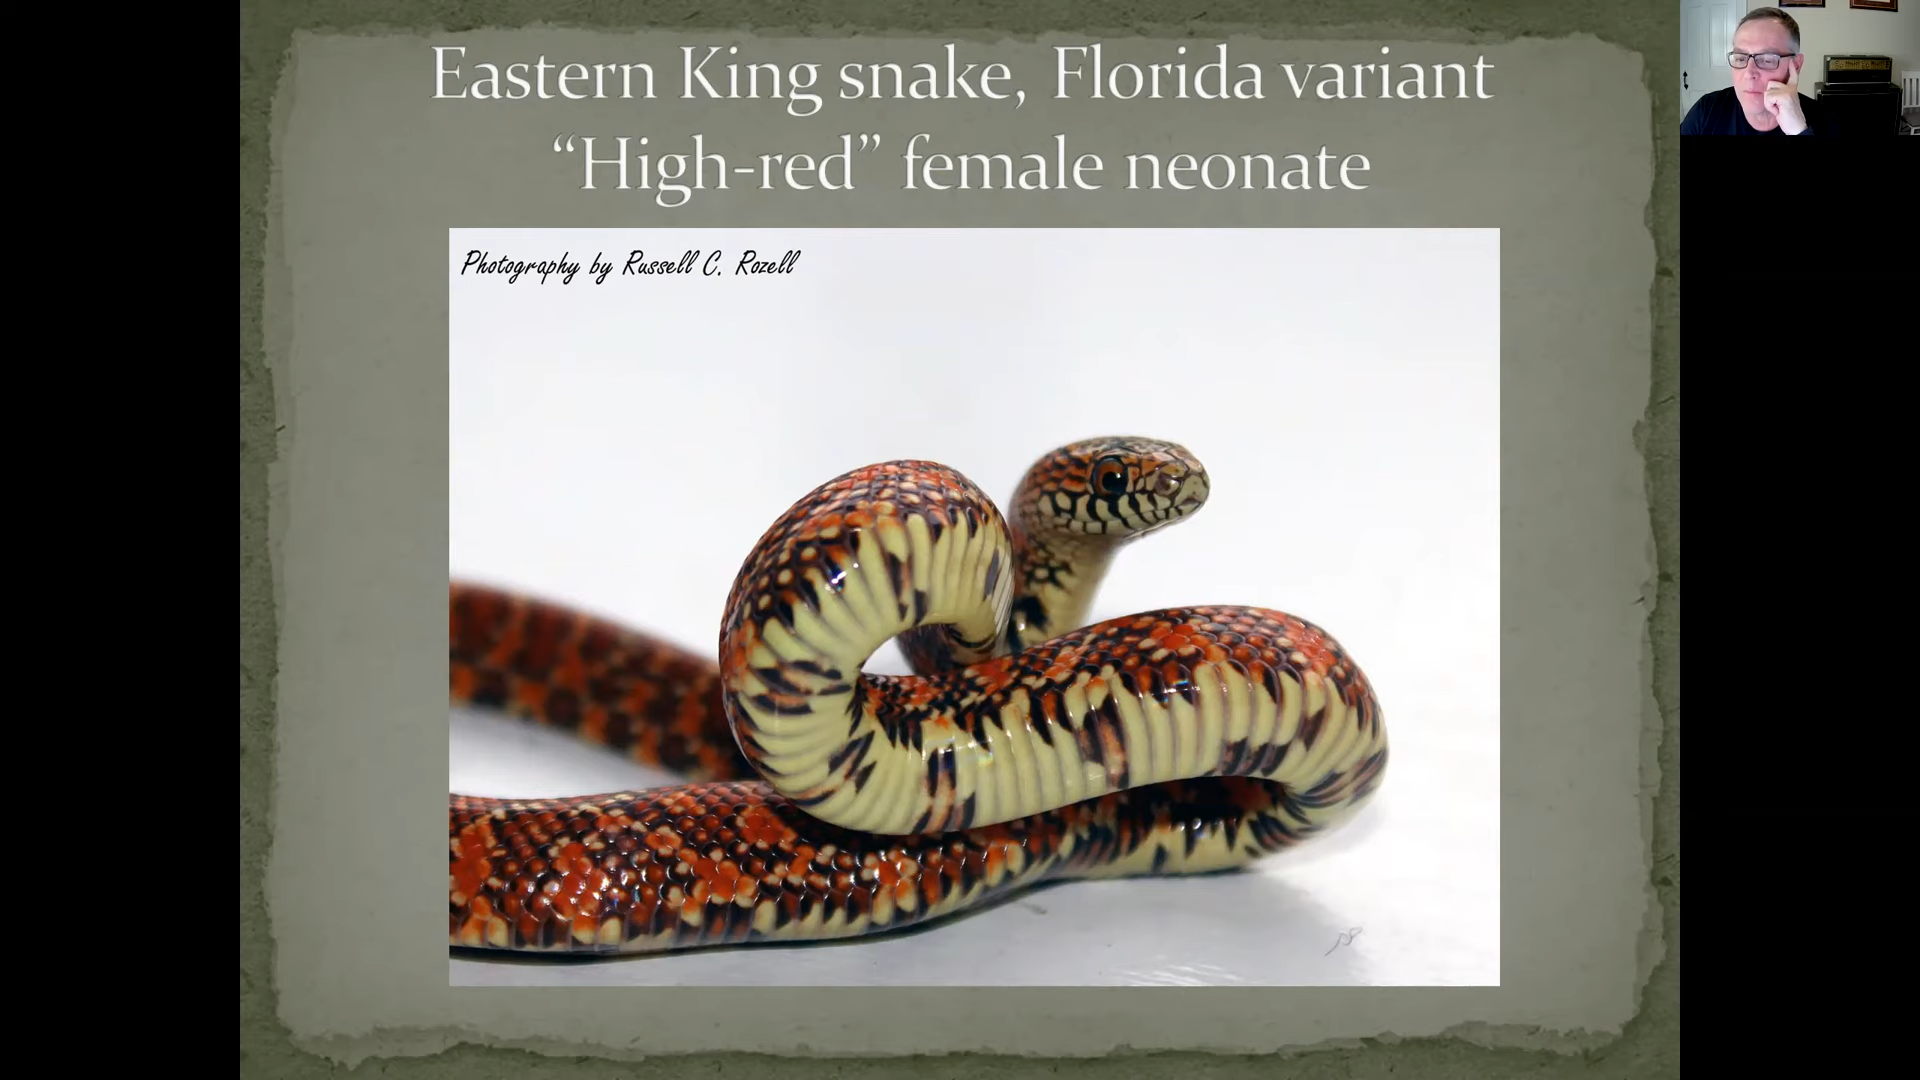 Eastern King snake, Florida variant
“High-red” female neonate
Photography by Russell C. Rozell